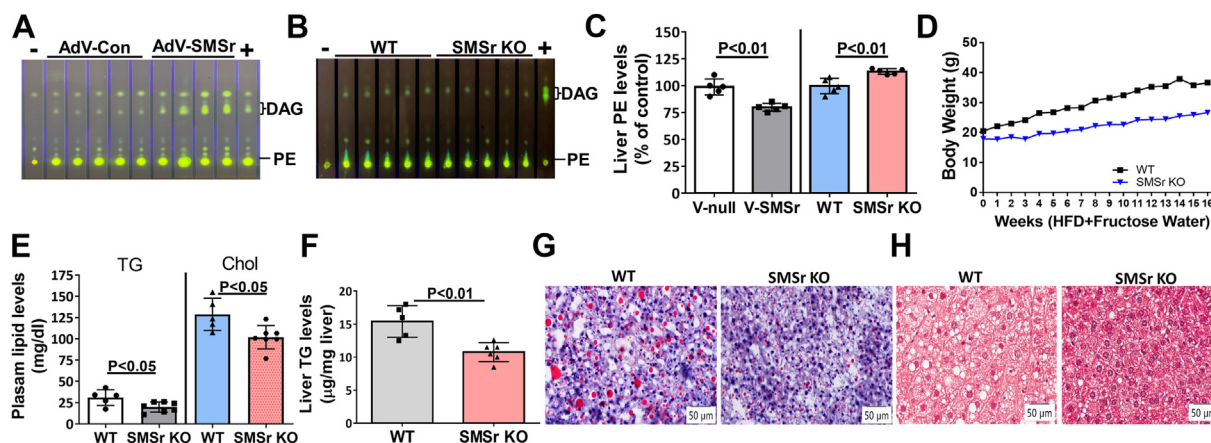 A
- AdV-Con AdV-SMSr +
DAG
PE
B
- WT SMSr KO +
DAG
PE
C
Liver PE levels
(% of control)
P<0.01 P<0.01
125
100
75
50
25
0
V-null V-SMSr WT SMSr KO
D
Body Weight (g)
60
40
20
0
WT
SMSr KO
0 1 2 3 4 5 6 7 8 9 10 11 12 13 14 15 16
Weeks (HFD+Fructose Water)
E
TG Chol
Plasam lipid levels
(mg/dl)
175
150
125
100
75
50
25
0
P<0.05
P<0.05
WT SMSr KO WT SMSr KO
F
Liver TG levels
(μg/mg liver)
20
15
10
5
0
P<0.01
WT SMSr KO
G
WT SMSr KO
50 μm 50 μm
H
WT SMSr KO
50 μm 50 μm